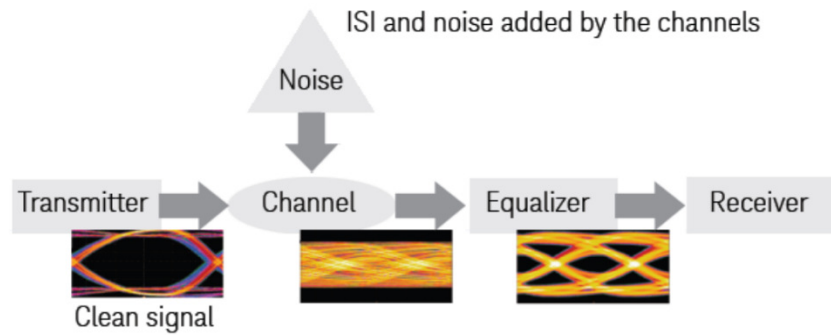 ISI and noise added by the channels
Noise
Transmitter
Channel
Equalizer
Receiver
Clean signal